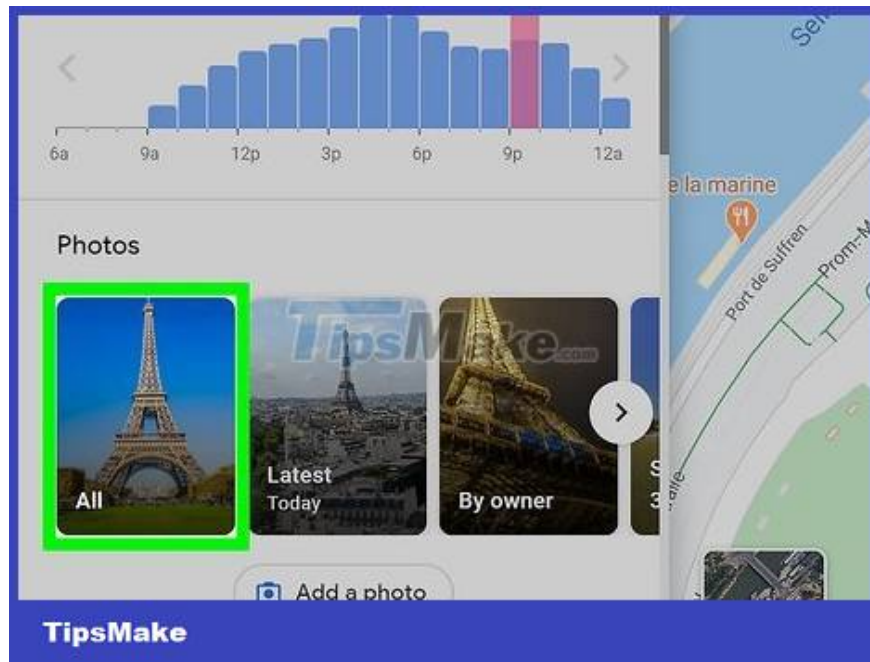 6a 9a 12p 3p 6p 9p 12a
Photos
All
Latest
Today
By owner
Add a photo
la marine
Port de Suffren
TipsMake.com
TipsMake